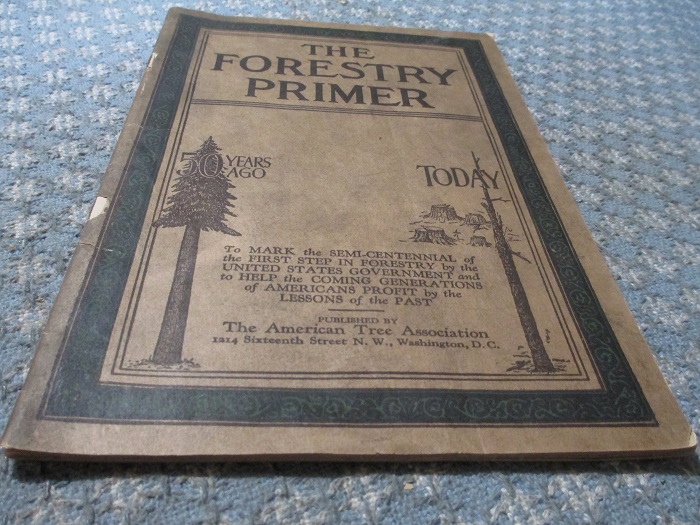 THE
FORESTRY
PRIMER
50 YEARS
AGO
TODAY
To MARK the SEMI-CENTENNIAL of
the FIRST STEP IN FORESTRY by the
UNITED STATES GOVERNMENT and
to HELP the COMING GENERATIONS
of AMERICANS PROFIT by the
LESSONS of the PAST
PUBLISHED BY
The American Tree Association
1214 Sixteenth Street N. W., Washington, D. C.